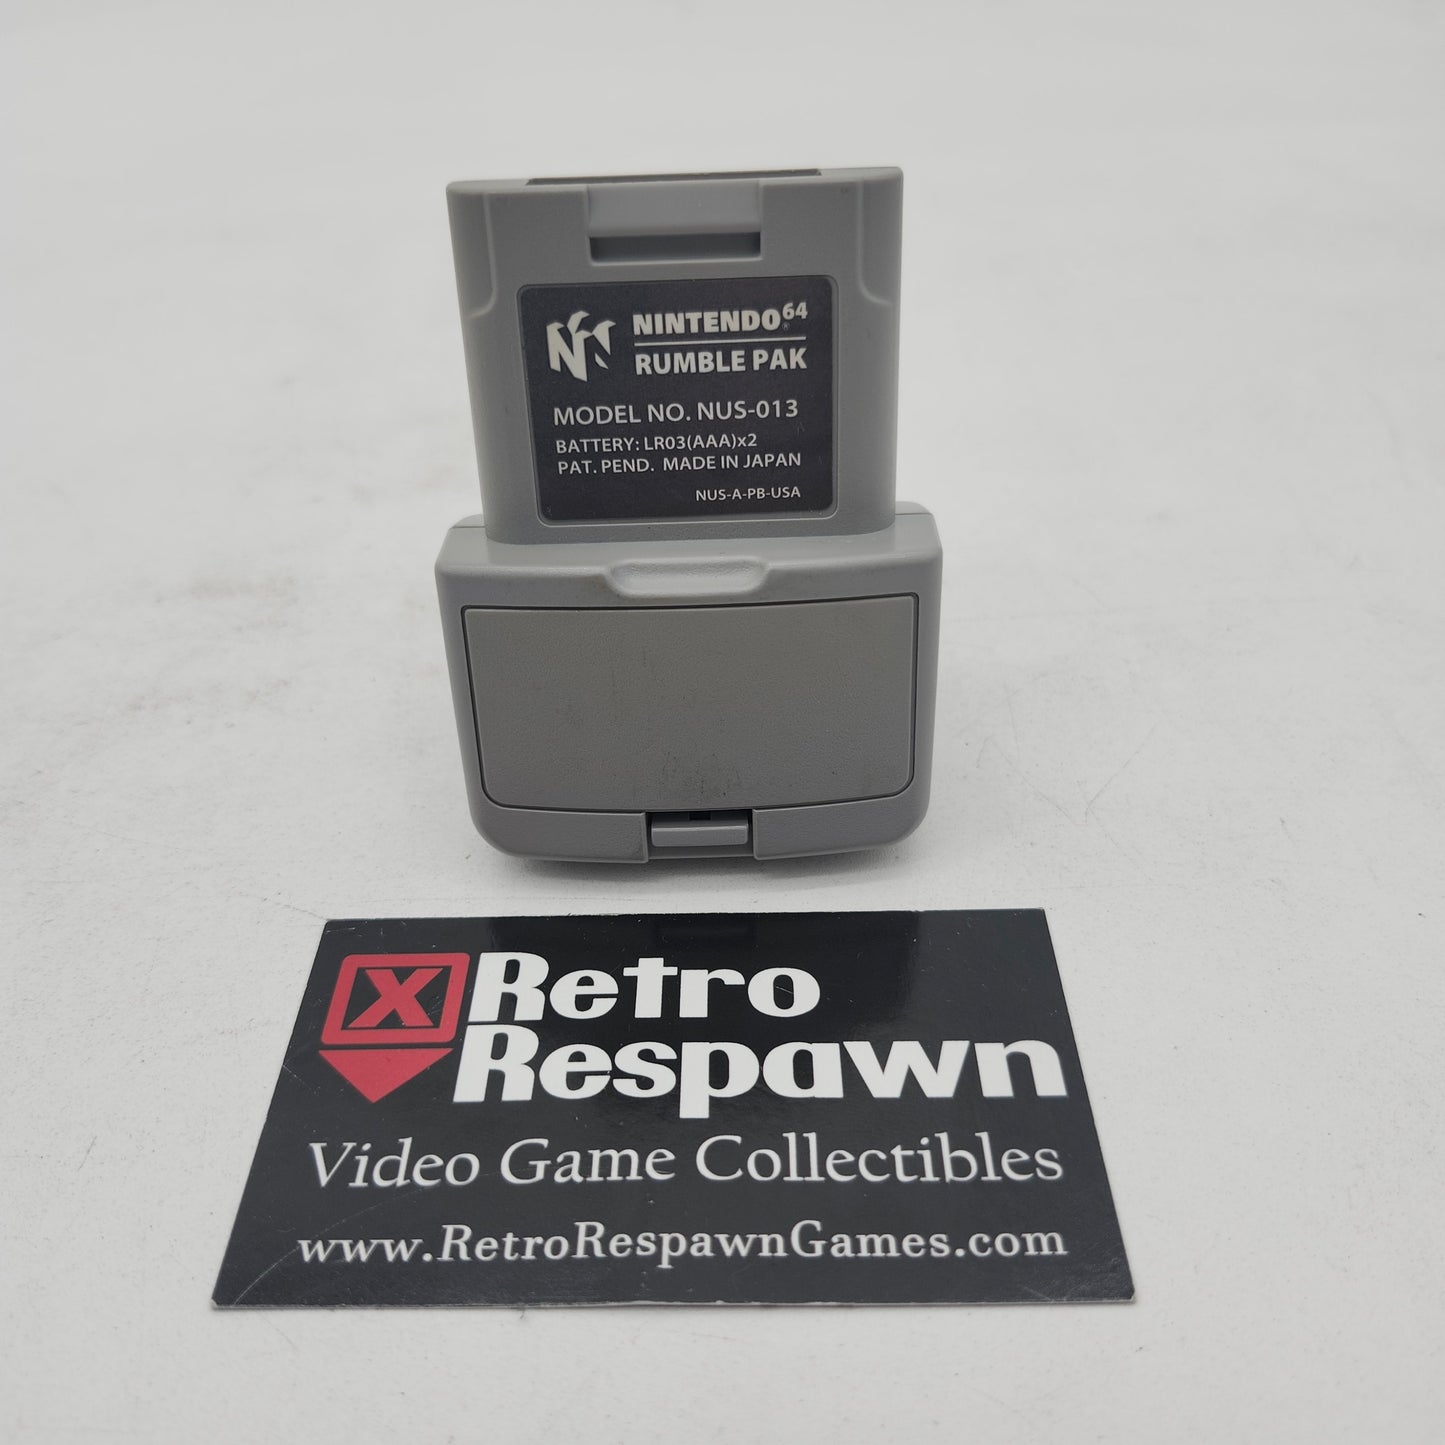 NINTENDO64®
RUMBLE PAK
MODEL NO. NUS-013
BATTERY: LR03(AAA)x2
PAT. PEND. MADE IN JAPAN
NUS-A-PB-USA
X Retro
Respawn
Video Game Collectibles
www.RetroRespawnGames.com